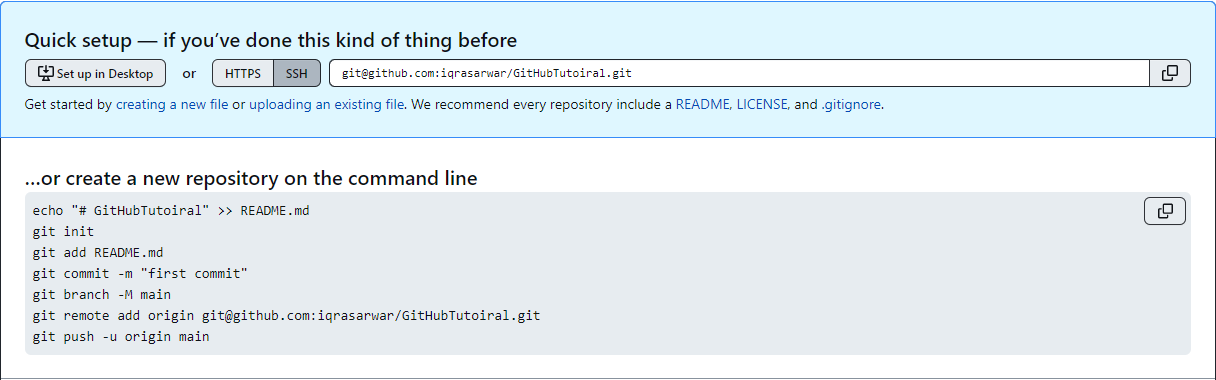 Quick setup — if you've done this kind of thing before
Set up in Desktop or HTTPS SSH git@github.com:iqrasarwar/GitHubTutoiral.git
Get started by creating a new file or uploading an existing file. We recommend every repository include a README, LICENSE, and .gitignore.
...or create a new repository on the command line
echo "# GitHubTutoiral" >> README.md
git init
git add README.md
git commit -m "first commit"
git branch -M main
git remote add origin git@github.com:iqrasarwar/GitHubTutoiral.git
git push -u origin main